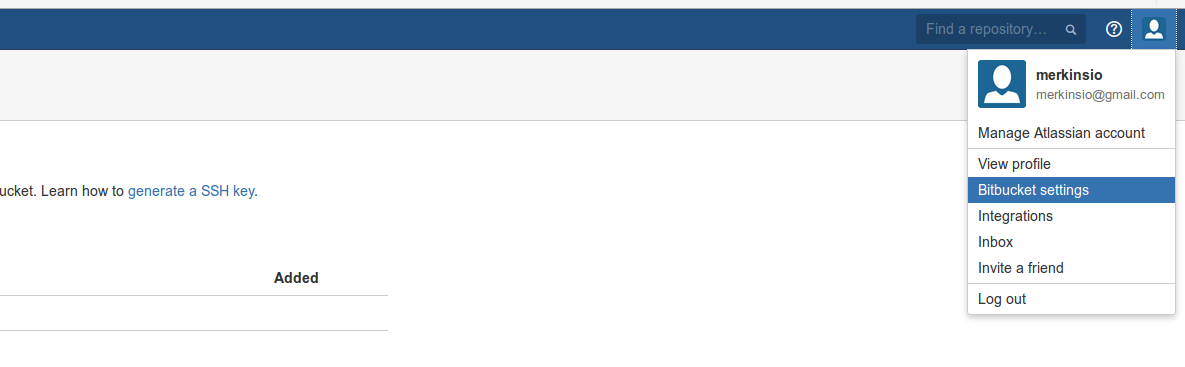 Find a repository...
merkinsio
merkinsio@gmail.com
Manage Atlassian account
View profile
ucket. Learn how to generate a SSH key.
Bitbucket settings
Integrations
Inbox
Invite a friend
Added
Log out